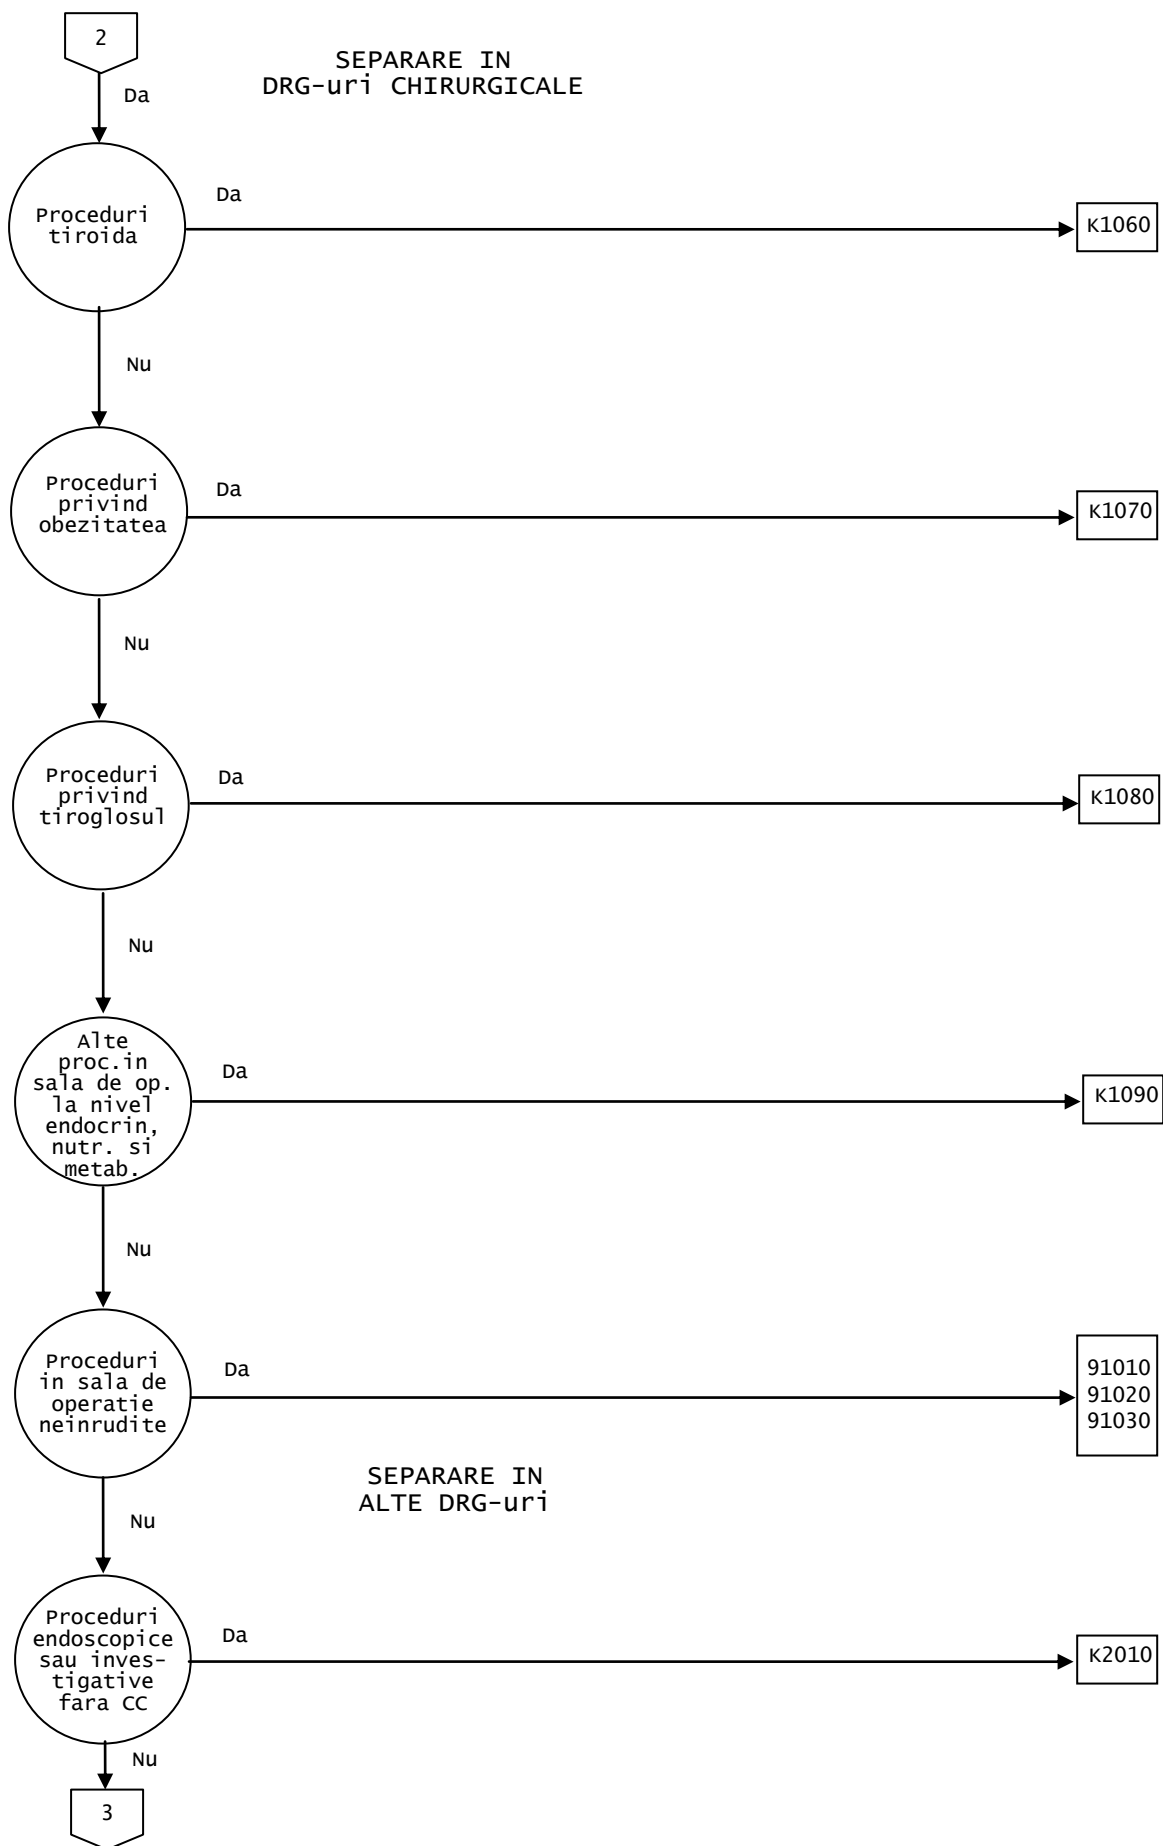 2
SEPARARE IN
DRG-uri CHIRURGICALE
Da
Proceduri
tiroida
Da
K1060
Nu
Proceduri
privind
obezitatea
Da
K1070
Nu
Proceduri
privind
tiroglosul
Da
K1080
Nu
Alte
proc.in
sala de op.
la nivel
endocrin,
nutr. si
metab.
Da
K1090
Nu
Proceduri
in sala de
operatie
neinrudite
Da
91010
91020
91030
SEPARARE IN
ALTE DRG-uri
Nu
Proceduri
endoscopice
sau inves-
tigative
fara CC
Da
K2010
Nu
3